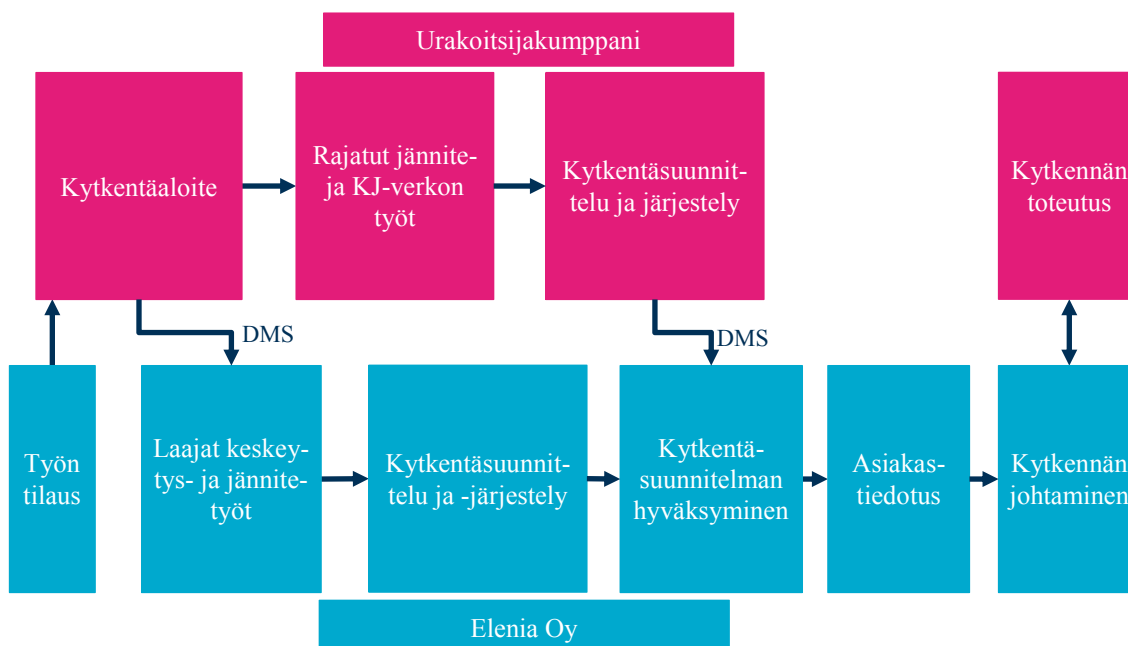 Urakoitsijakumppani
Kytkentäaloite
Rajatut jännite-
ja KJ-verkon
työt
Kytkentäsuunnit-
telu ja järjestely
Kytkennän
toteutus
DMS
DMS
Työn
tilaus
Laajat keskey-
tys- ja jännite-
työt
Kytkentäsuunnit-
telu ja -järjestely
Kytkentä-
suunnitelman
hyväksyminen
Asiakas-
tiedotus
Kytkennän
johtaminen
Elenia Oy